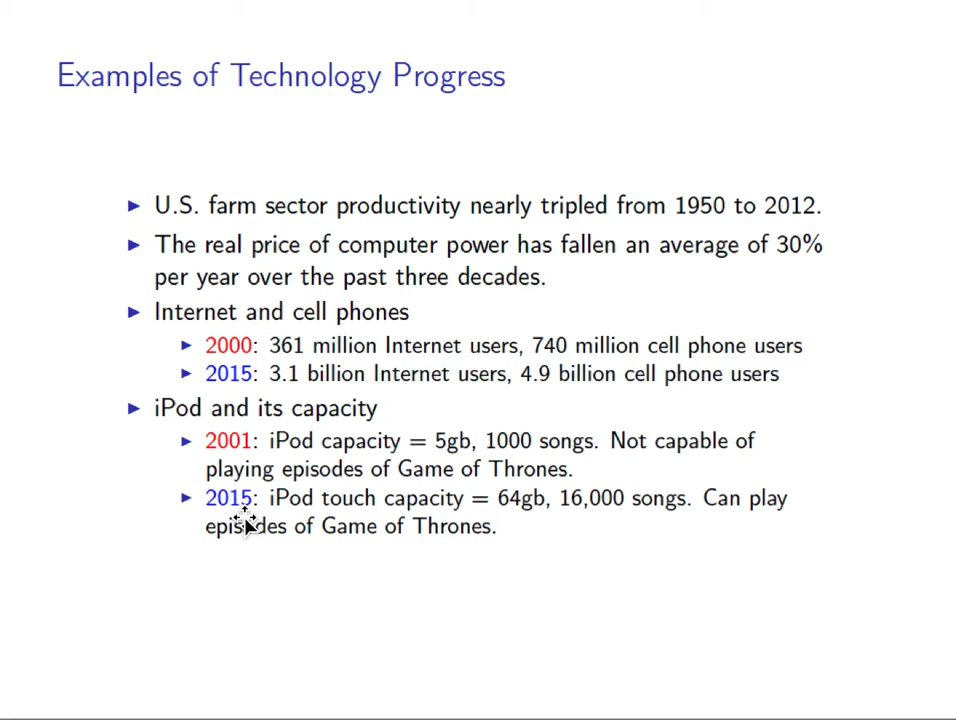 Examples of Technology Progress
U.S. farm sector productivity nearly tripled from 1950 to 2012.
The real price of computer power has fallen an average of 30%
per year over the past three decades.
Internet and cell phones
2000: 361 million Internet users, 740 million cell phone users
2015: 3.1 billion Internet users, 4.9 billion cell phone users
iPod and its capacity
2001: iPod capacity = 5gb, 1000 songs. Not capable of
playing episodes of Game of Thrones.
2015: iPod touch capacity = 64gb, 16,000 songs. Can play
episodes of Game of Thrones.